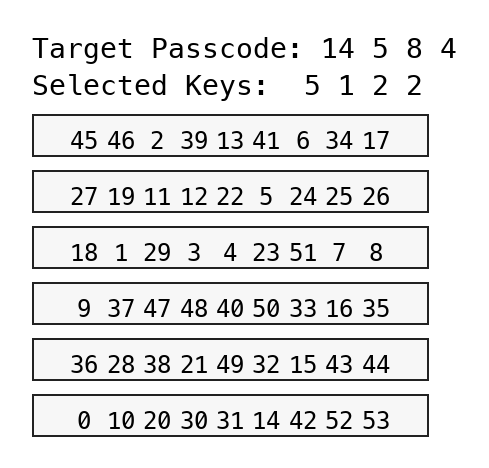 Target Passcode: 14 5 8 4
Selected Keys: 5 1 2 2
45 46 2 39 13 41 6 34 17
27 19 11 12 22 5 24 25 26
18 1 29 3 4 23 51 7 8
9 37 47 48 40 50 33 16 35
36 28 38 21 49 32 15 43 44
0 10 20 30 31 14 42 52 53